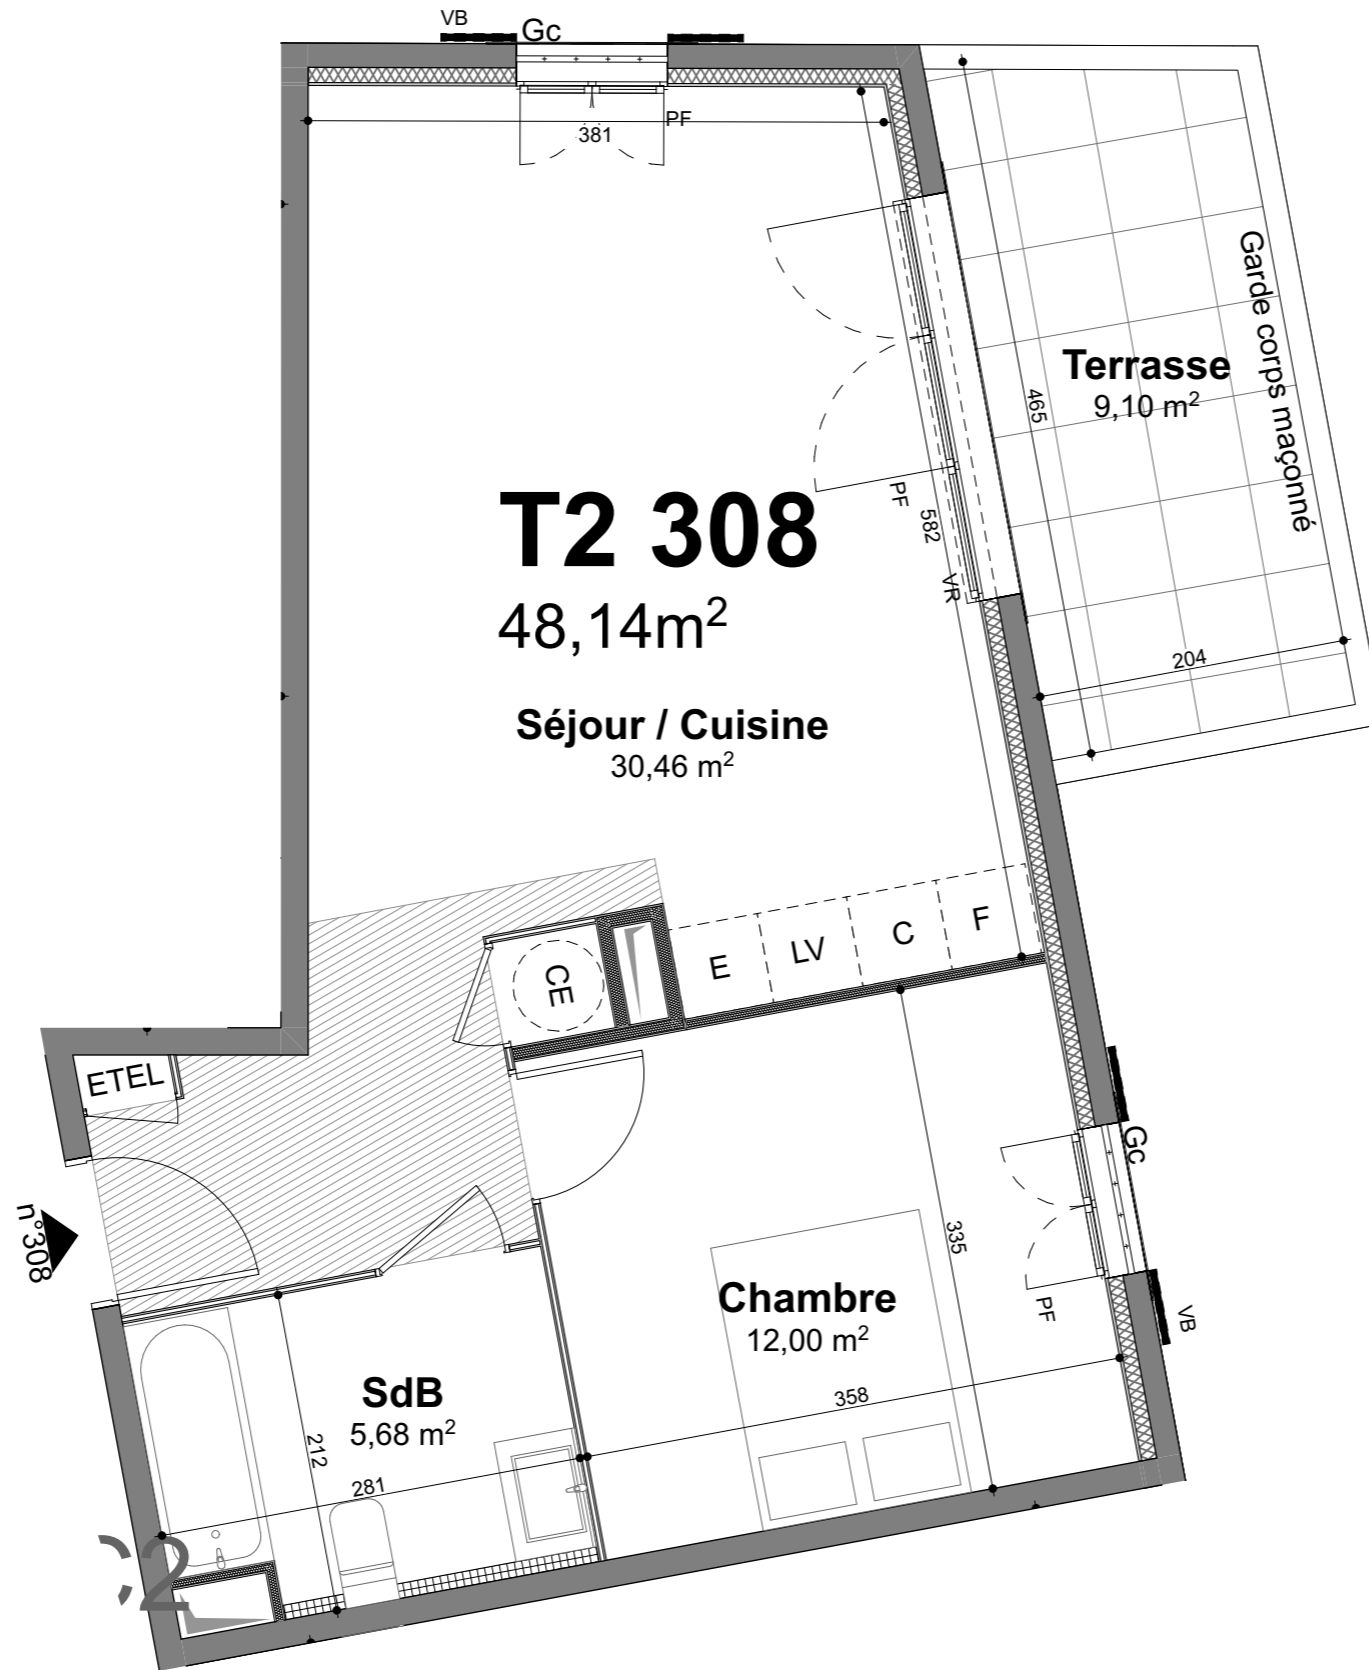 VB
Gc
PF
381
Terrasse
9,10 m²
Garde corps maçonné
465
204
PF
582
VR
T2 308
48,14m²
Séjour / Cuisine
30,46 m²
CE
E
LV
C
F
ETEL
n°308
Gc
VB
PF
335
Chambre
12,00 m²
358
SdB
5,68 m²
212
281